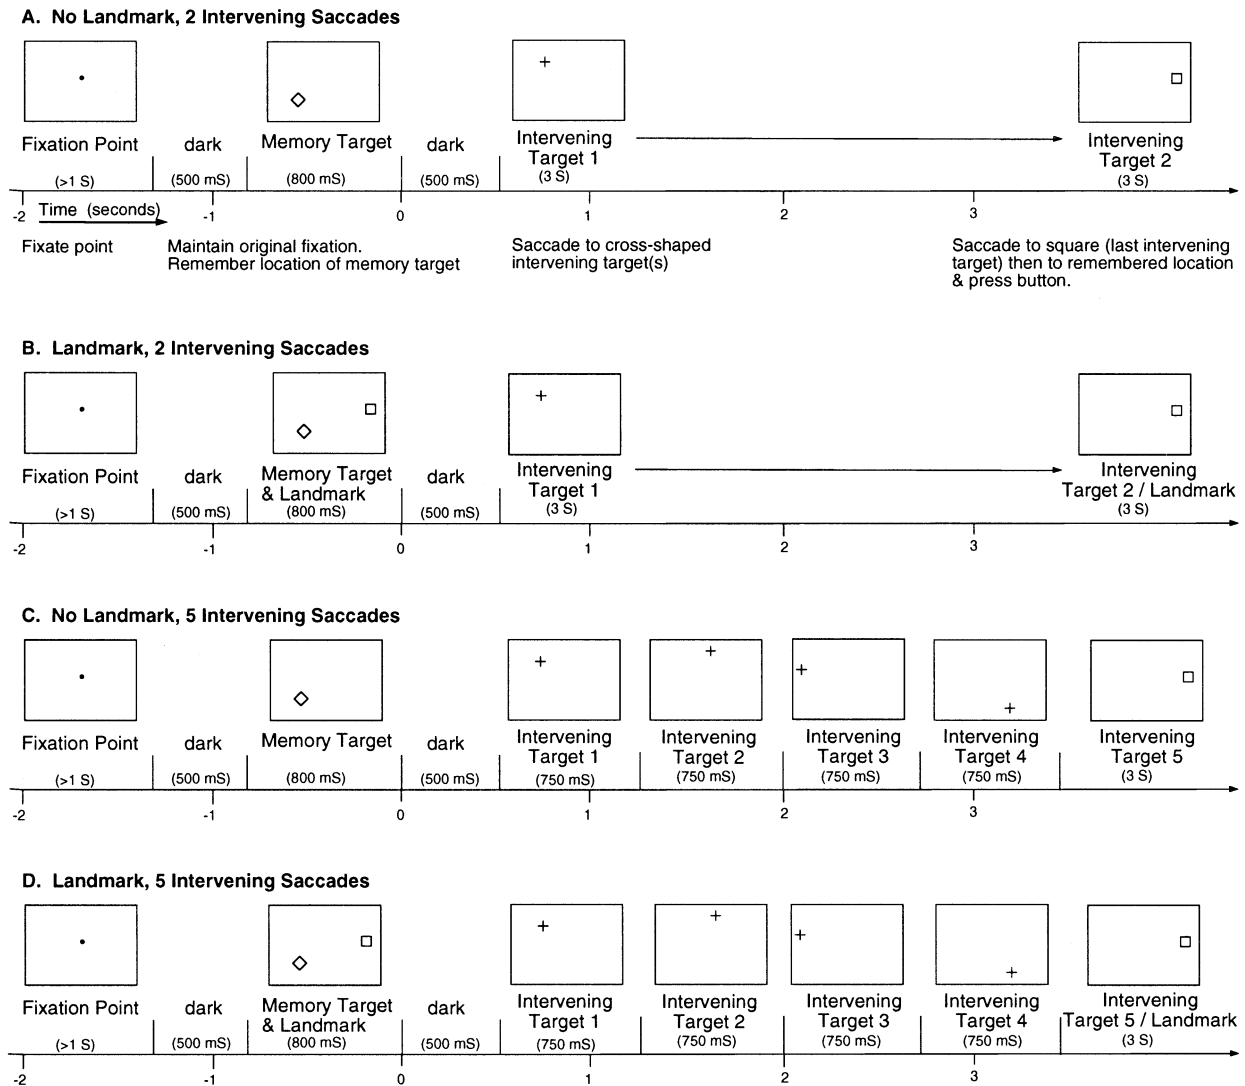 A. No Landmark, 2 Intervening Saccades
Fixation Point
dark
Memory Target
dark
Intervening
Target 1
Intervening
Target 2
(>1 S)
(500 mS)
(800 mS)
(500 mS)
(3 S)
(3 S)
-2
Time (seconds)
-1
0
1
2
3
Fixate point
Maintain original fixation.
Remember location of memory target
Saccade to cross-shaped
intervening target(s)
Saccade to square (last intervening
target) then to remembered location
& press button.
B. Landmark, 2 Intervening Saccades
Fixation Point
dark
Memory Target
& Landmark
dark
Intervening
Target 1
Intervening
Target 2 / Landmark
(>1 S)
(500 mS)
(800 mS)
(500 mS)
(3 S)
(3 S)
-2
-1
0
1
2
3
C. No Landmark, 5 Intervening Saccades
Fixation Point
dark
Memory Target
dark
Intervening
Target 1
Intervening
Target 2
Intervening
Target 3
Intervening
Target 4
Intervening
Target 5
(>1 S)
(500 mS)
(800 mS)
(500 mS)
(750 mS)
(750 mS)
(750 mS)
(750 mS)
(3 S)
-2
-1
0
1
2
3
D. Landmark, 5 Intervening Saccades
Fixation Point
dark
Memory Target
& Landmark
dark
Intervening
Target 1
Intervening
Target 2
Intervening
Target 3
Intervening
Target 4
Intervening
Target 5 / Landmark
(>1 S)
(500 mS)
(800 mS)
(500 mS)
(750 mS)
(750 mS)
(750 mS)
(750 mS)
(3 S)
-2
-1
0
1
2
3